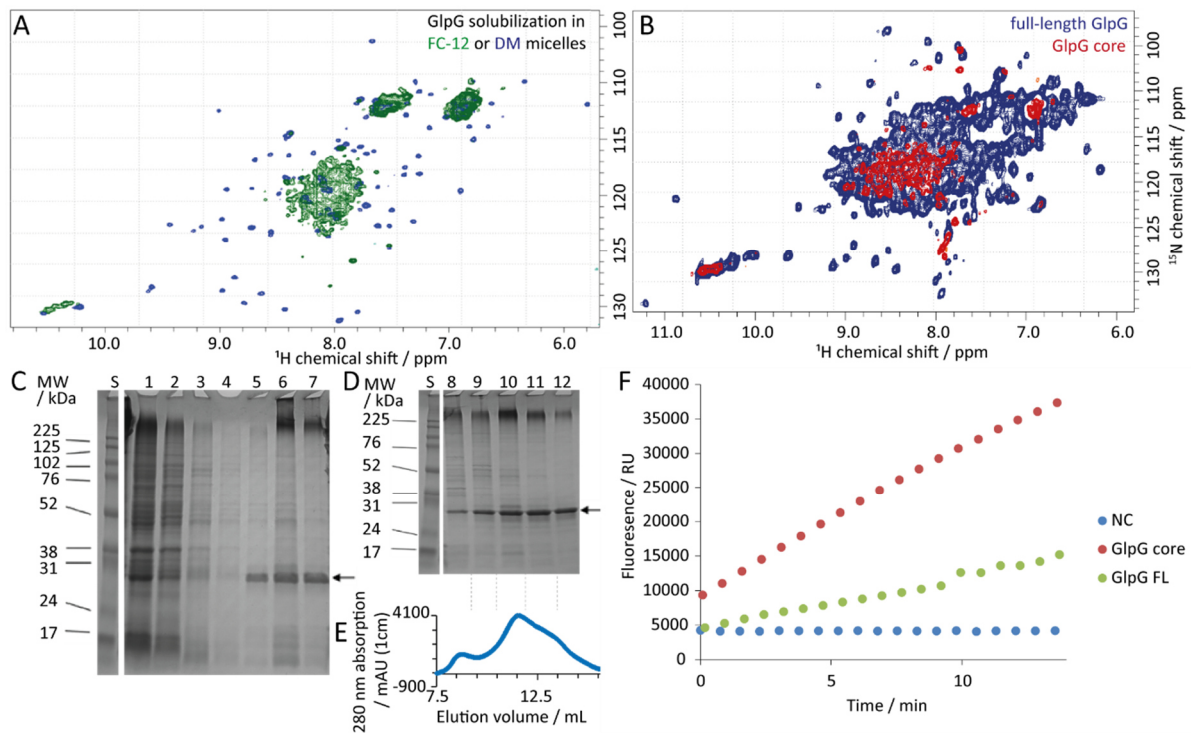 A
GlpG solubilization in
FC-12 or DM micelles
100
110
115
120
125
130
10.0 9.0 8.0 7.0 6.0
¹H chemical shift / ppm
B
full-length GlpG
GlpG core
100
110
115
120
125
130
¹⁵N chemical shift / ppm
11.0 10.0 9.0 8.0 7.0 6.0
¹H chemical shift / ppm
C
MW
/ kDa
S 1 2 3 4 5 6 7
225
125
102
76
52
38
31
24
17
D
MW
/ kDa
S 8 9 10 11 12
225
76
52
38
31
24
17
E
280 nm absorption
/ mAU (1cm)
4100
-900
7.5 12.5
Elution volume / mL
F
Fluoresence / RU
40000
35000
30000
25000
20000
15000
10000
5000
0
0 5 10
Time / min
NC
GlpG core
GlpG FL